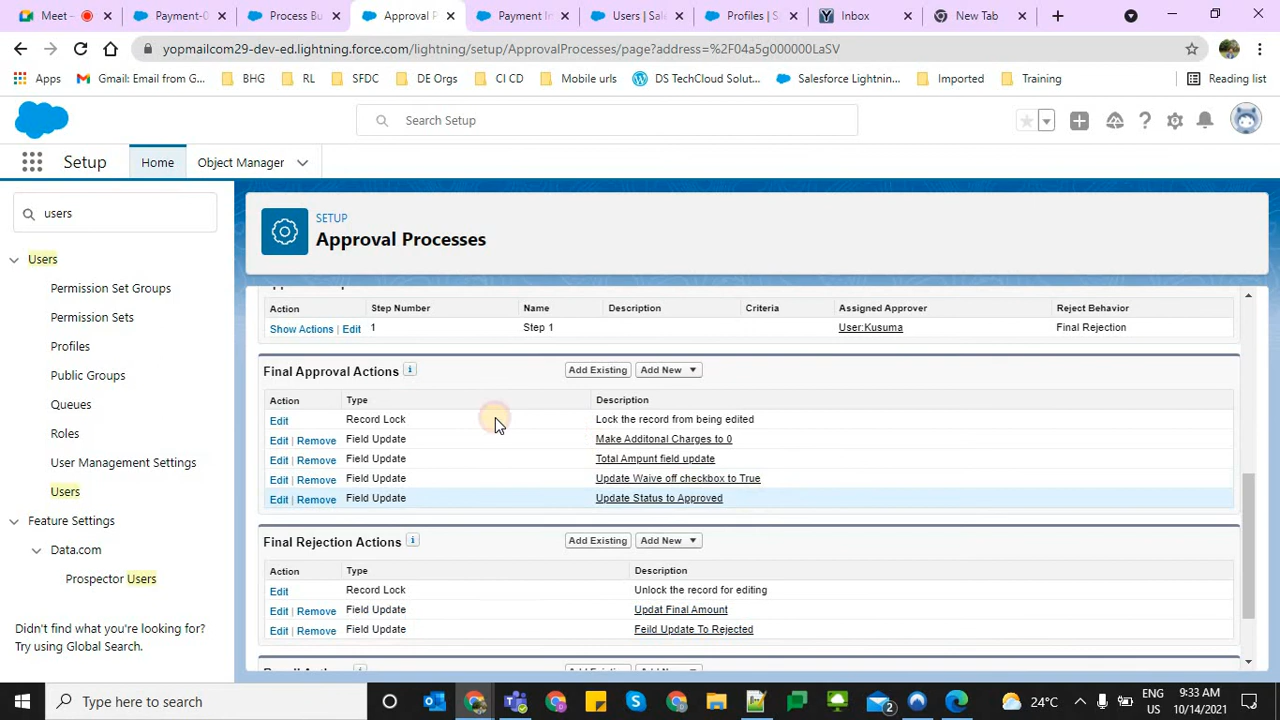 Meet - 
Payment-0
Process Bu
Approval P
Payment In
Users | Sale
Profiles | S
Inbox
New Tab
yopmailcom29-dev-ed.lightning.force.com/lightning/setup/ApprovalProcesses/page?address=%2F04a5g000000LaSV
Apps
Gmail: Email from G...
BHG
RL
SFDC
DE Orgs
CI CD
Mobile urls
DS TechCloud Solut...
Salesforce Lightnin...
Imported
Training
Reading list
Search Setup
Setup
Home
Object Manager
users
Users
Permission Set Groups
Permission Sets
Profiles
Public Groups
Queues
Roles
User Management Settings
Users
Feature Settings
Data.com
Prospector Users
Didn't find what you're looking for?
Try using Global Search.
SETUP
Approval Processes
Action Step Number Name Description Criteria Assigned Approver Reject Behavior
Show Actions | Edit 1 Step 1 User:Kusuma Final Rejection
Final Approval Actions i Add Existing Add New
Action Type Description
Edit Record Lock Lock the record from being edited
Edit | Remove Field Update Make Additonal Charges to 0
Edit | Remove Field Update Total Ampunt field update
Edit | Remove Field Update Update Waive off checkbox to True
Edit | Remove Field Update Update Status to Approved
Final Rejection Actions i Add Existing Add New
Action Type Description
Edit Record Lock Unlock the record for editing
Edit | Remove Field Update Updat Final Amount
Edit | Remove Field Update Feild Update To Rejected
Type here to search
2
24°C
ENG
US
9:33 AM
10/14/2021